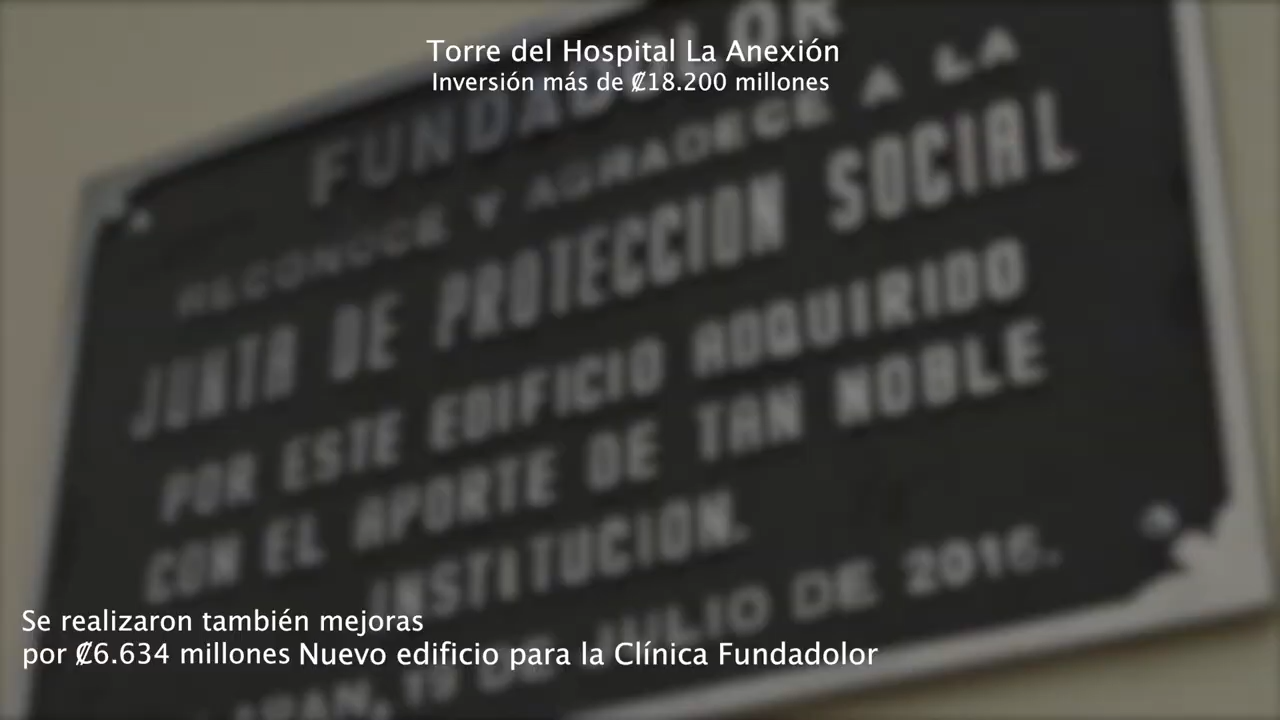 Torre del Hospital La Anexión
Inversión más de ₡18.200 millones
FUNDADOLOR
RECONOCE Y AGRADECE A LA
JUNTA DE PROTECCION SOCIAL
POR ESTE EDIFICIO ADQUIRIDO
CON EL APORTE DE TAN NOBLE
INSTITUCION.
19 DE JULIO DE 2016.
Se realizaron también mejoras
por ₡6.634 millones Nuevo edificio para la Clínica Fundadolor